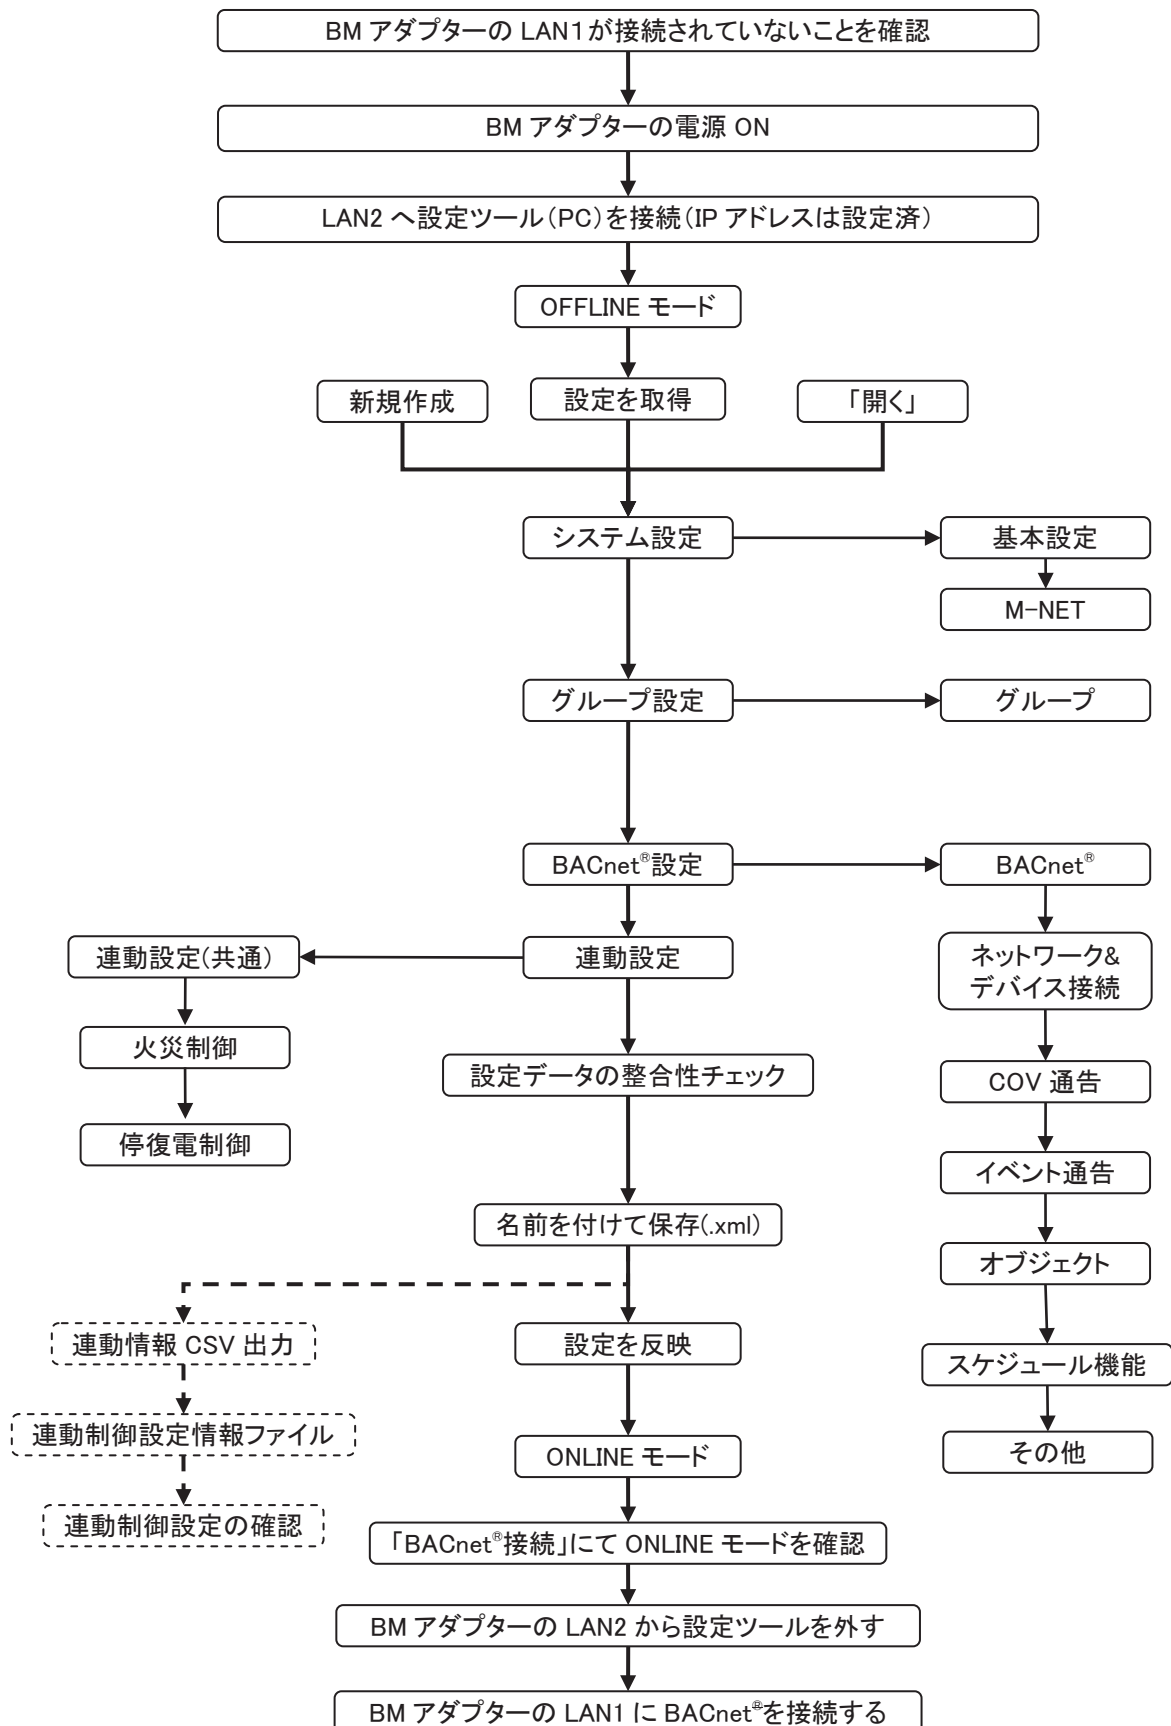 BM アダプターの LAN1が接続されていないことを確認
BM アダプターの電源 ON
LAN2 へ設定ツール（PC）を接続（IP アドレスは設定済）
OFFLINE モード
新規作成
設定を取得
「開く」
システム設定
基本設定
M-NET
グループ設定
グループ
BACnet®設定
BACnet®
連動設定(共通)
連動設定
ネットワーク&
デバイス接続
火災制御
設定データの整合性チェック
COV 通告
停復電制御
イベント通告
名前を付けて保存(.xml)
オブジェクト
連動情報 CSV 出力
設定を反映
スケジュール機能
連動制御設定情報ファイル
ONLINE モード
その他
連動制御設定の確認
「BACnet®接続」にて ONLINE モードを確認
BM アダプターの LAN2 から設定ツールを外す
BM アダプターの LAN1 に BACnet®を接続する